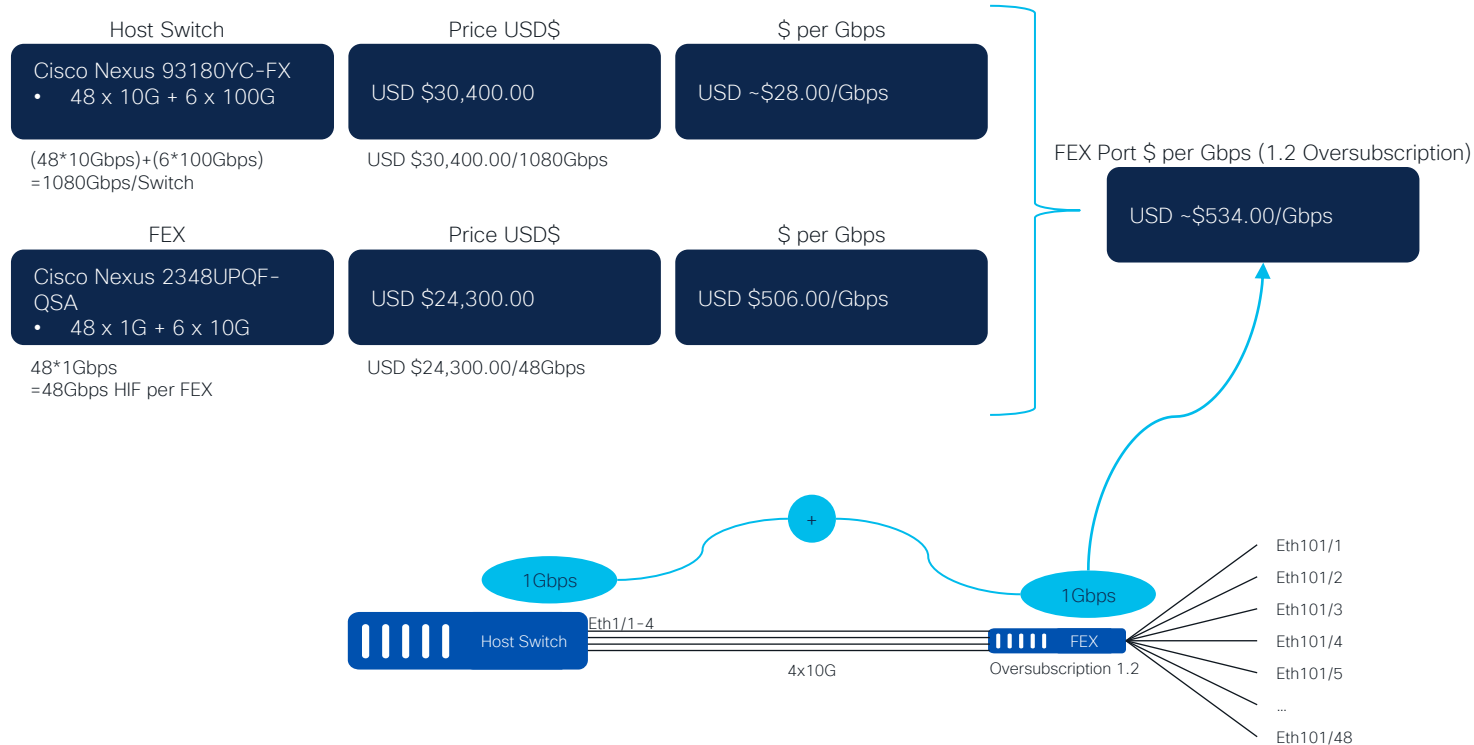 Host Switch
Price USD$
$ per Gbps
Cisco Nexus 93180YC-FX
• 48 x 10G + 6 x 100G
USD $30,400.00
USD ~$28.00/Gbps
(48*10Gbps)+(6*100Gbps)
=1080Gbps/Switch
USD $30,400.00/1080Gbps
FEX Port $ per Gbps (1.2 Oversubscription)
USD ~$534.00/Gbps
FEX
Price USD$
$ per Gbps
Cisco Nexus 2348UPQF-
QSA
• 48 x 1G + 6 x 10G
USD $24,300.00
USD $506.00/Gbps
48*1Gbps
=48Gbps HIF per FEX
USD $24,300.00/48Gbps
+
1Gbps
1Gbps
Host Switch
Eth1/1-4
4x10G
FEX
Oversubscription 1.2
Eth101/1
Eth101/2
Eth101/3
Eth101/4
Eth101/5
...
Eth101/48